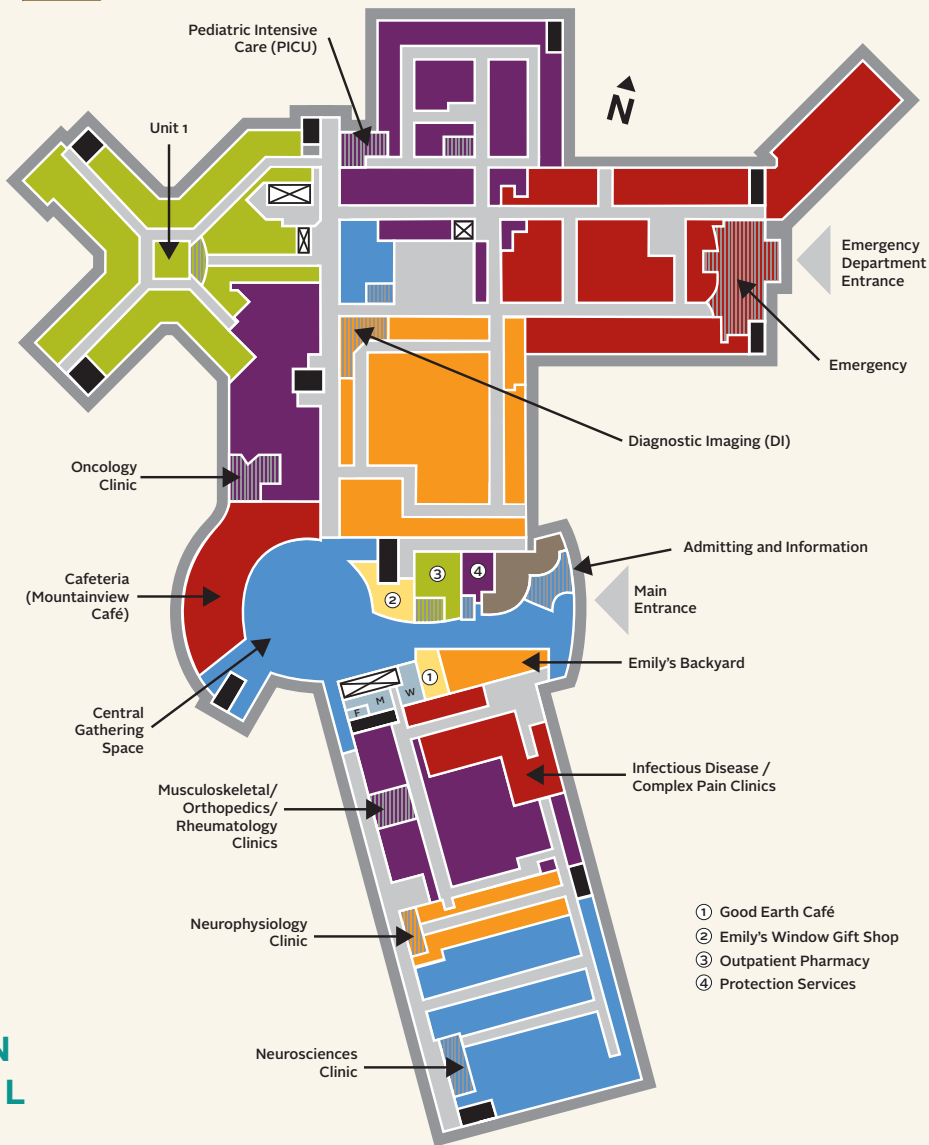 Pediatric Intensive
Care (PICU)
N
Unit 1
Emergency
Department
Entrance
Emergency
Diagnostic Imaging (DI)
Oncology
Clinic
Admitting and Information
3
4
2
Cafeteria
(Mountainview
Café)
Main
Entrance
1
Emily's Backyard
W
M
F
Central
Gathering
Space
Infectious Disease /
Complex Pain Clinics
Musculoskeletal/
Orthopedics/
Rheumatology
Clinics
1 Good Earth Café
2 Emily's Window Gift Shop
3 Outpatient Pharmacy
4 Protection Services
Neurophysiology
Clinic
Neurosciences
Clinic
N
L